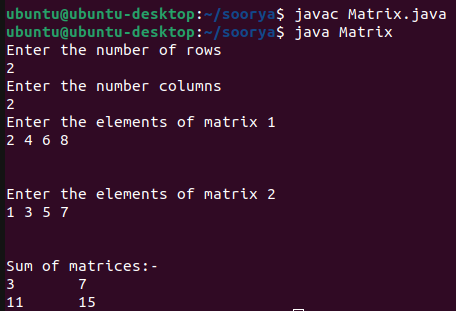 ubuntu@ubuntu-desktop:~/soorya$ javac Matrix.java
ubuntu@ubuntu-desktop:~/soorya$ java Matrix
Enter the number of rows
2
Enter the number columns
2
Enter the elements of matrix 1
2 4 6 8
Enter the elements of matrix 2
1 3 5 7
Sum of matrices:-
3 7
11 15